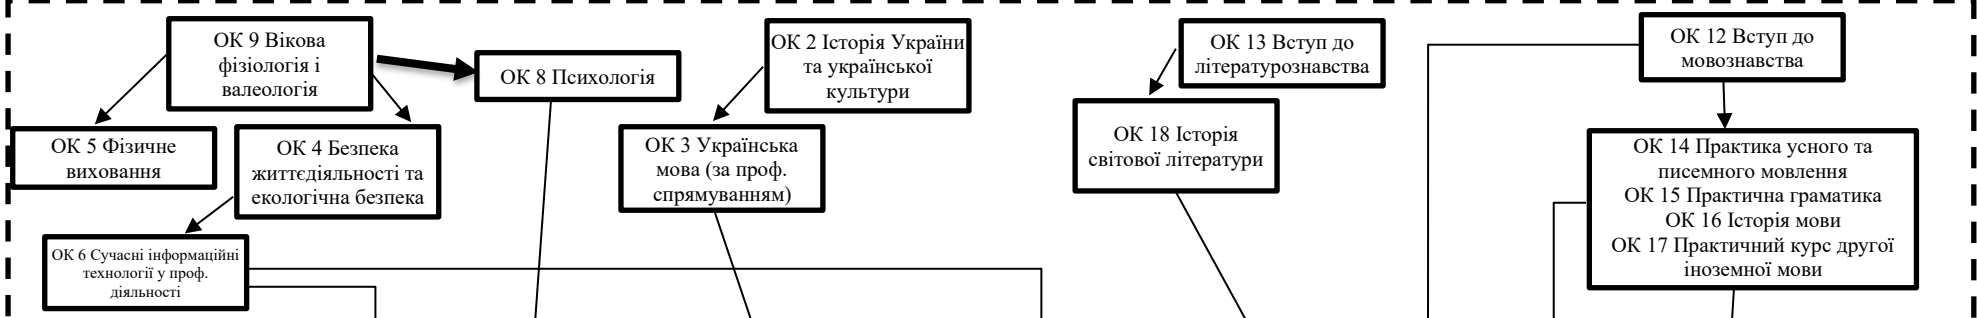 ОК 9 Вікова
фізіологія і
валеологія
ОК 8 Психологія
ОК 2 Історія України
та української
культури
ОК 13 Вступ до
літературознавства
ОК 12 Вступ до
мовознавства
ОК 5 Фізичне
виховання
ОК 4 Безпека
життєдіяльності та
екологічна безпека
ОК 3 Українська
мова (за проф.
спрямуванням)
ОК 18 Історія
світової літератури
ОК 14 Практика усного та
писемного мовлення
ОК 15 Практична граматика
ОК 16 Історія мови
ОК 17 Практичний курс другої
іноземної мови
ОК 6 Сучасні інформаційні
технології у проф.
діяльності